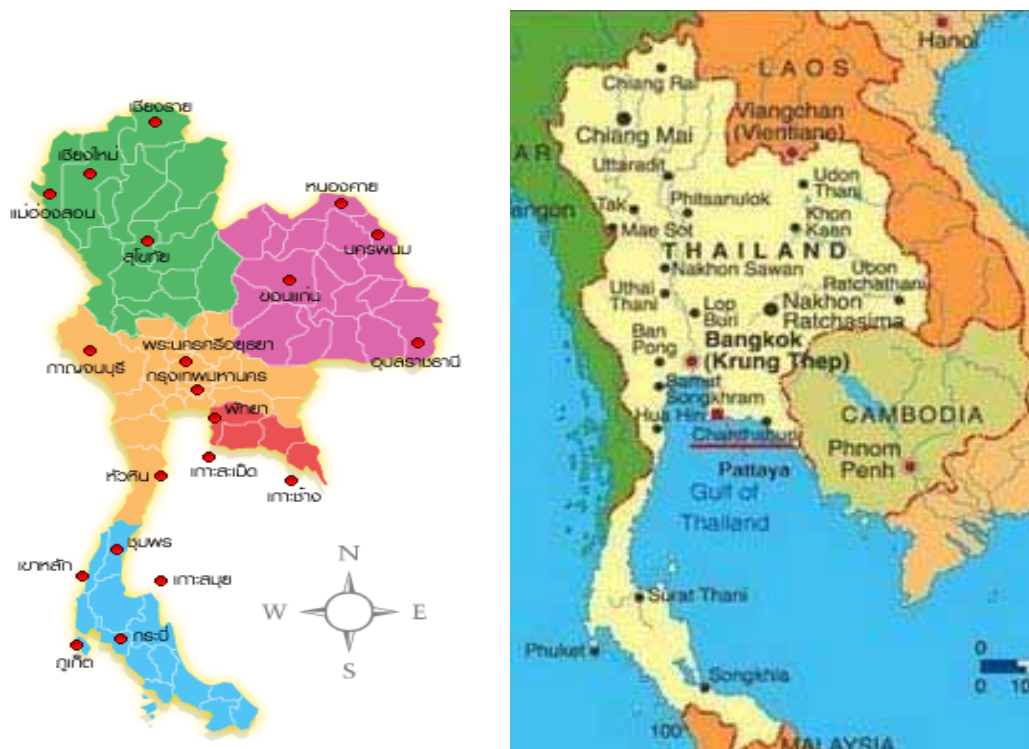 เชียงราย
เชียงใหม่
แม่ฮ่องสอน
สุโขทัย
หนองคาย
นครพนม
ขอนแก่น
อุบลราชธานี
กาญจนบุรี
พระนครศรีอยุธยา
กรุงเทพมหานคร
พัทยา
เกาะสะเม็ด
เกาะช้าง
หัวหิน
ชุมพร
เขาหลัก
เกาะสมุย
กระบี่
ภูเก็ต
N
W
E
S
Hanoi
LAOS
Chiang Rai
Viangchan
(Vientiane)
Chiang Mai
AR
Uttaradit
Udon
Thani
Phitsanulok
Tak
angon
Khon
Kaen
Mae Sot
THAILAND
Nakhon Sawan
Ubon
Ratchathani
Uthai
Thani
Lop
Buri
Nakhon
Ratchasima
Ban
Pong
Bangkok
(Krung Thep)
Samut
Songkhram
Hua Hin
CAMBODIA
Chanthaburi
Phnom
Penh
Pattaya
Gulf of
Thailand
Surat Thani
Phuket
Songkhla
0
0 10
100°
MALAYSIA